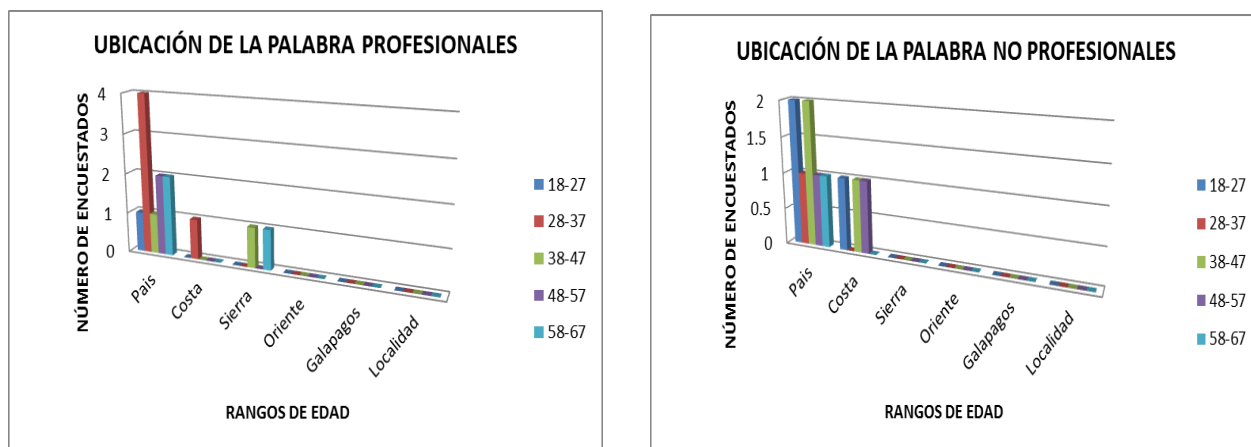 UBICACIÓN DE LA PALABRA PROFESIONALES
NÚMERO DE ENCUESTADOS
4
3
2
1
0
País
Costa
Sierra
Oriente
Galapagos
Localidad
RANGOS DE EDAD
18-27
28-37
38-47
48-57
58-67
UBICACIÓN DE LA PALABRA NO PROFESIONALES
NÚMERO DE ENCUESTADOS
2
1.5
1
0.5
0
País
Costa
Sierra
Oriente
Galapagos
Localidad
RANGOS DE EDAD
18-27
28-37
38-47
48-57
58-67